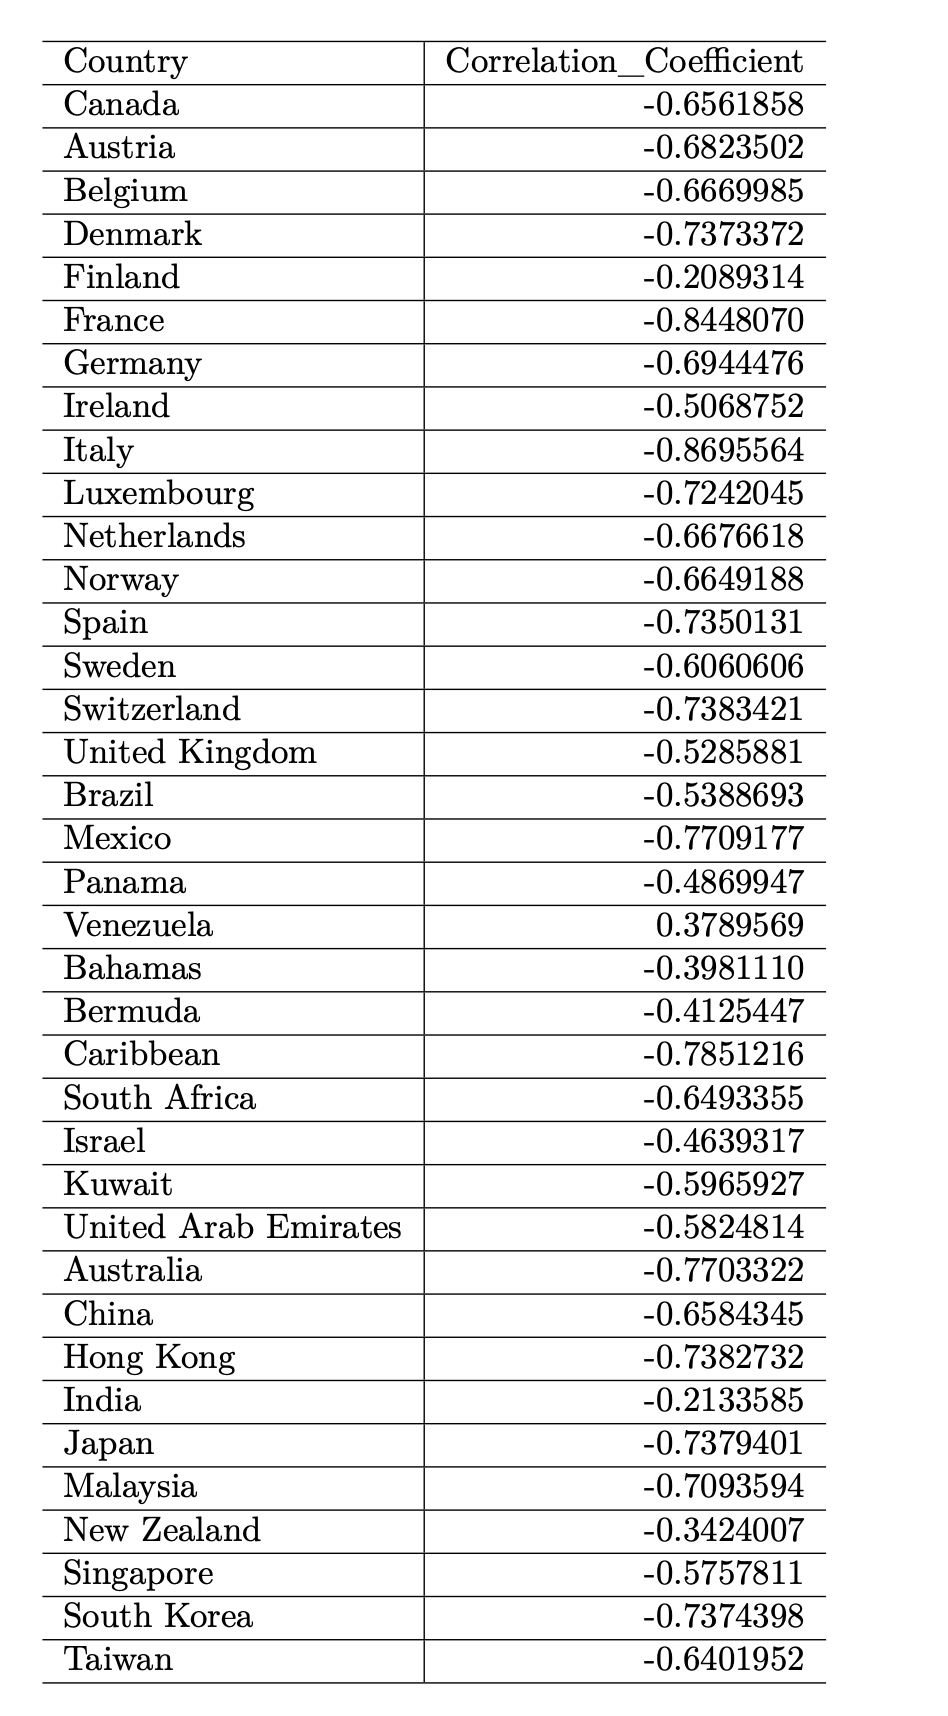 Country Correlation_Coefficient
Canada -0.6561858
Austria -0.6823502
Belgium -0.6669985
Denmark -0.7373372
Finland -0.2089314
France -0.8448070
Germany -0.6944476
Ireland -0.5068752
Italy -0.8695564
Luxembourg -0.7242045
Netherlands -0.6676618
Norway -0.6649188
Spain -0.7350131
Sweden -0.6060606
Switzerland -0.7383421
United Kingdom -0.5285881
Brazil -0.5388693
Mexico -0.7709177
Panama -0.4869947
Venezuela 0.3789569
Bahamas -0.3981110
Bermuda -0.4125447
Caribbean -0.7851216
South Africa -0.6493355
Israel -0.4639317
Kuwait -0.5965927
United Arab Emirates -0.5824814
Australia -0.7703322
China -0.6584345
Hong Kong -0.7382732
India -0.2133585
Japan -0.7379401
Malaysia -0.7093594
New Zealand -0.3424007
Singapore -0.5757811
South Korea -0.7374398
Taiwan -0.6401952